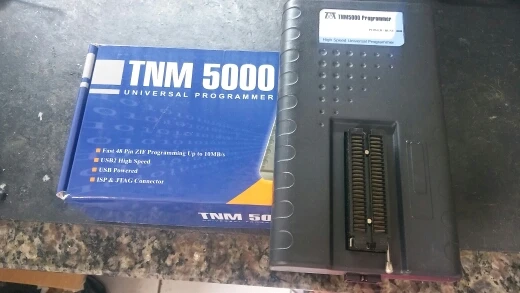 TNM 5000
UNIVERSAL PROGRAMMER
Fast 48 Pin ZIF Programming Up to 10MB/s
USB2 High Speed
USB Powered
ISP & JTAG Connector
TNM 50
TNM5000 Programmer
High Speed Universal Programmer